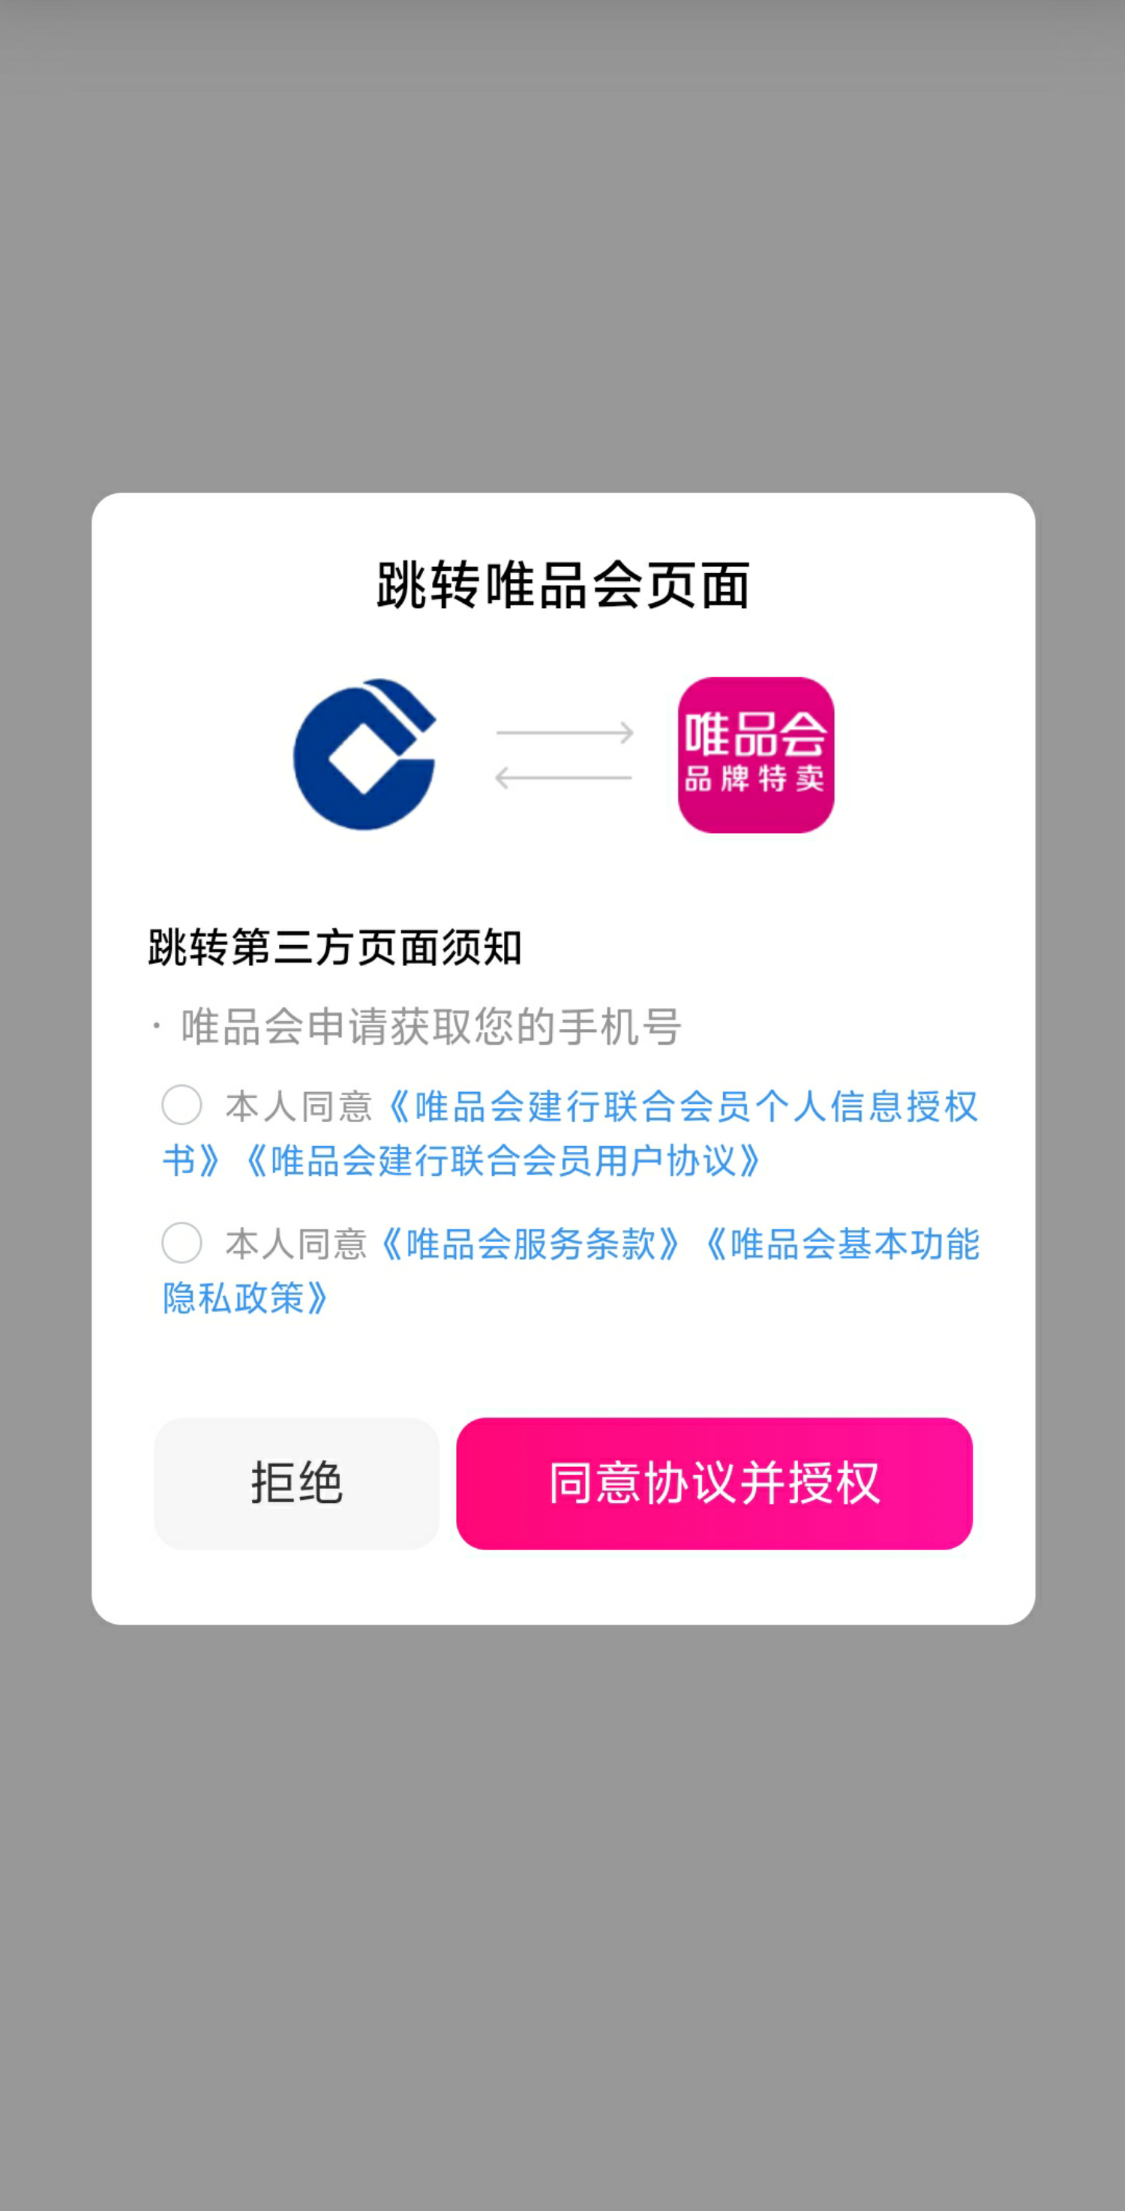 跳转唯品会页面
唯品会
品牌特卖
跳转第三方页面须知
· 唯品会申请获取您的手机号
本人同意《唯品会建行联合会员个人信息授权
书》《唯品会建行联合会员用户协议》
本人同意《唯品会服务条款》《唯品会基本功能
隐私政策》
拒绝
同意协议并授权